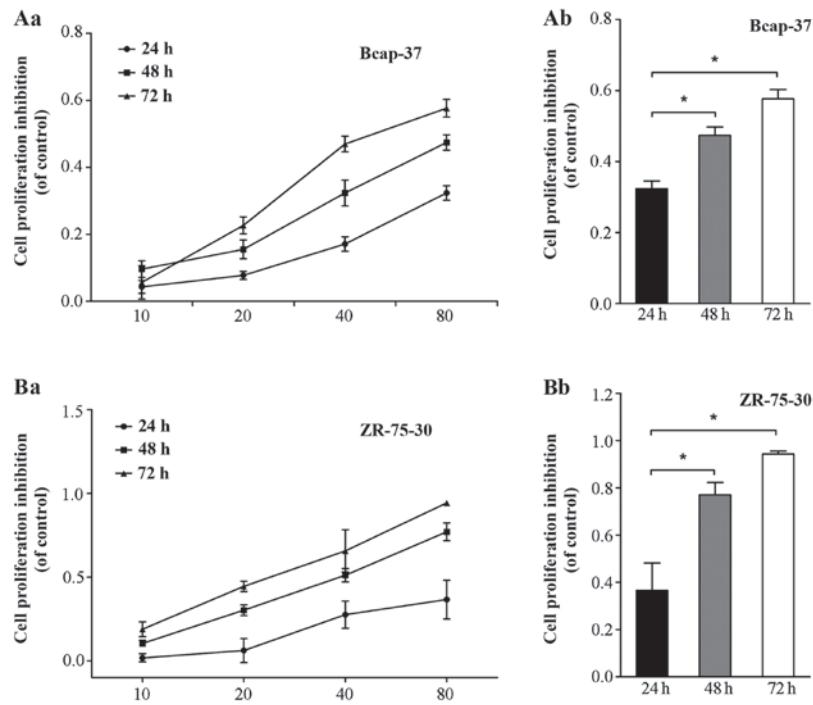 Aa
Bcap-37
24 h
48 h
72 h
Cell proliferation inhibition
(of control)
0.8
0.6
0.4
0.2
0.0
10 20 40 80
Ab
Bcap-37
Cell proliferation inhibition
(of control)
0.8
0.6
0.4
0.2
0.0
*
*
24 h 48 h 72 h
Ba
ZR-75-30
24 h
48 h
72 h
Cell proliferation inhibition
(of control)
1.5
1.0
0.5
0.0
10 20 40 80
Bb
ZR-75-30
Cell proliferation inhibition
(of control)
1.2
1.0
0.8
0.6
0.4
0.2
0.0
*
*
24 h 48 h 72 h